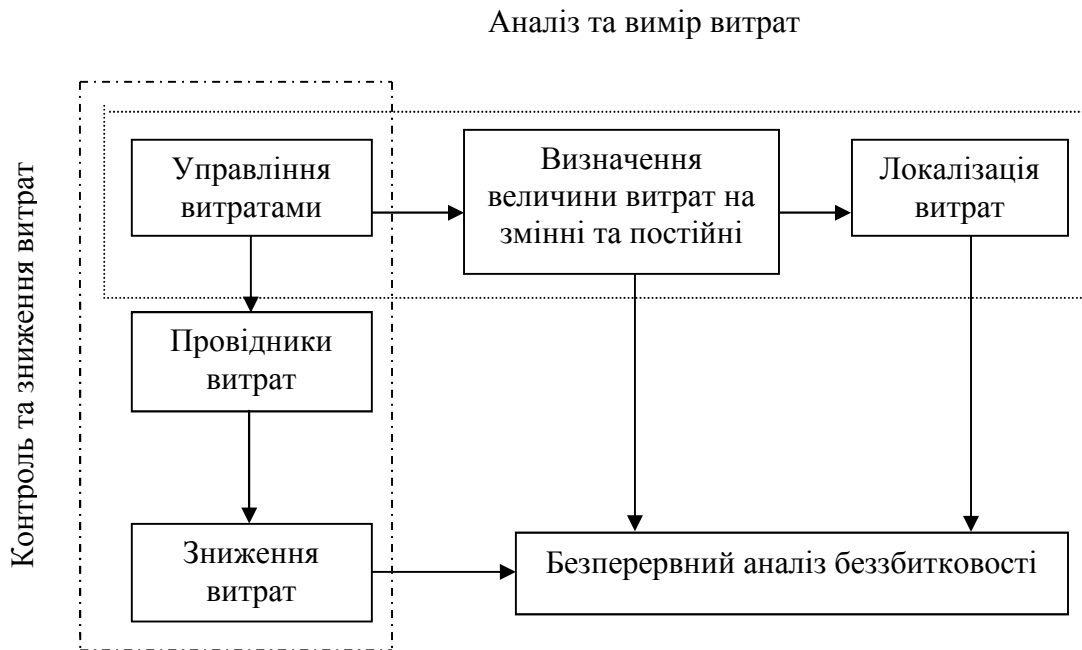 Аналіз та вимір витрат
Контроль та зниження витрат
Управління
витратами
Визначення
величини витрат на
змінні та постійні
Локалізація
витрат
Провідники
витрат
Зниження
витрат
Безперервний аналіз беззбитковості